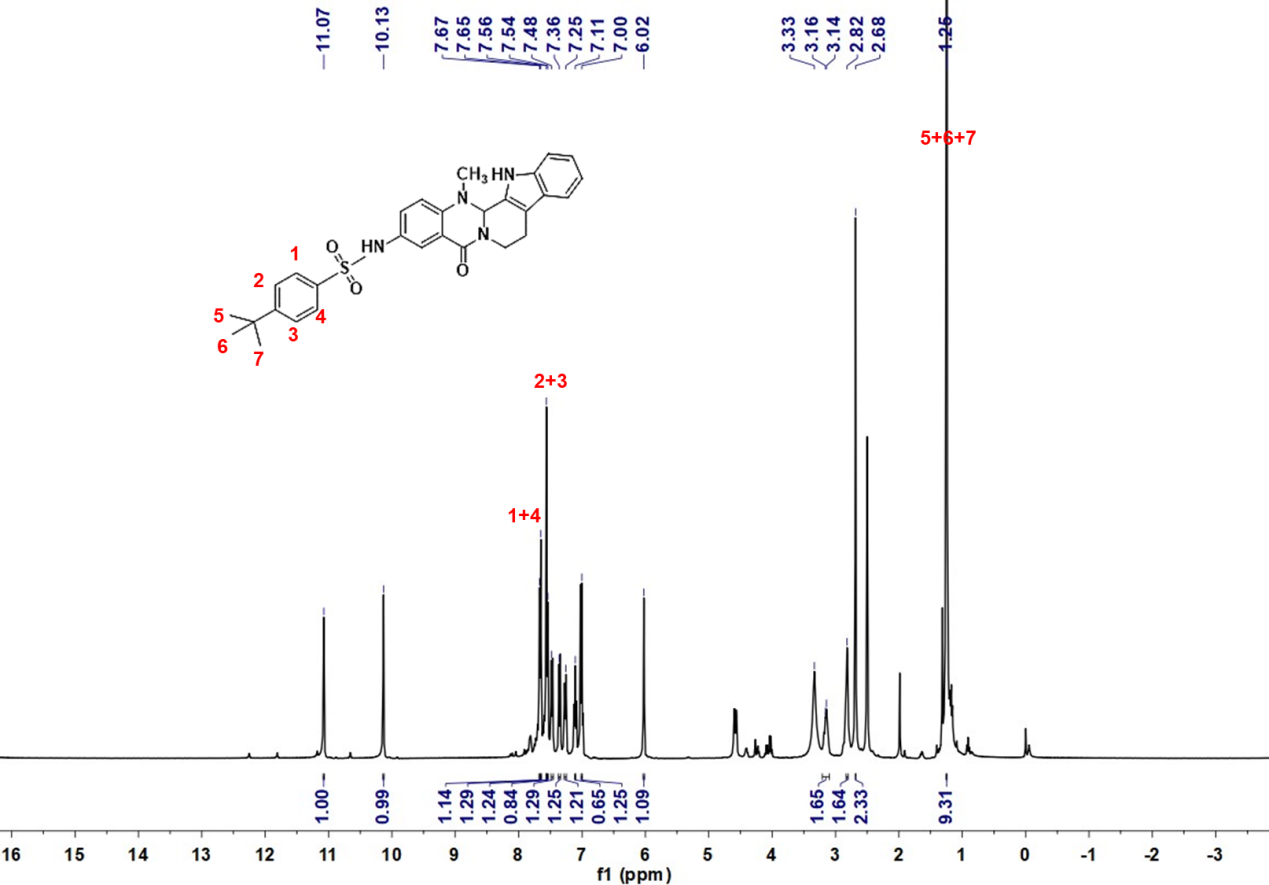 11.07 10.13 7.67 7.65 7.56 7.54 7.48 7.36 7.25 7.11 7.00 6.02 3.33 3.16 3.14 2.82 2.68 1.25
5+6+7
CH₃ HN
N
HN
N
O
O
S
O
1
2
3
4
5
6
7
2+3
1+4
1.00 0.99 1.14 1.29 1.24 0.84 1.29 1.25 1.21 0.65 1.25 1.09 1.65 1.64 2.33 9.31
16 15 14 13 12 11 10 9 8 7 6 5 4 3 2 1 0 -1 -2 -3
f1 (ppm)